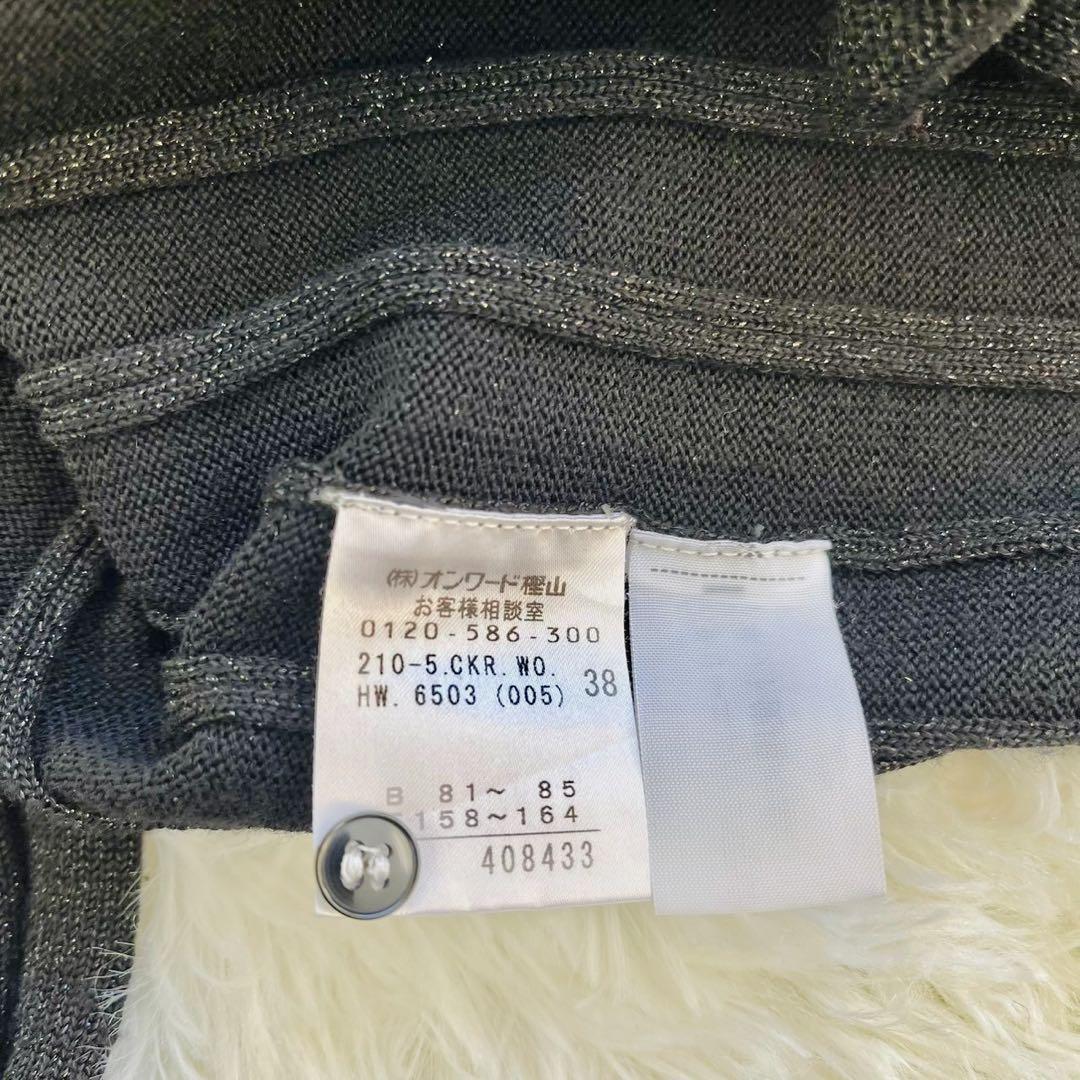 (株)オンワード樫山
お客様相談室
0120-586-300
210-5.CKR.WO.
HW. 6503 (005) 38
B 81～ 85
158～164
408433